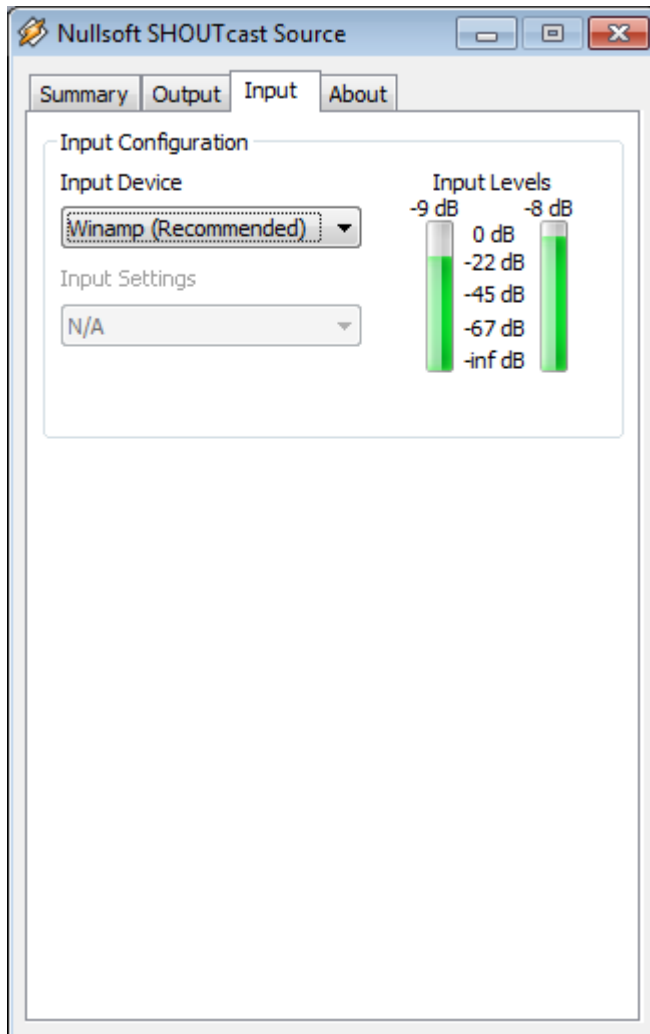 Nullsoft SHOUTcast Source
Summary Output Input About
Input Configuration
Input Device
Winamp (Recommended)
Input Settings
N/A
Input Levels
-9 dB -8 dB
0 dB
-22 dB
-45 dB
-67 dB
-inf dB